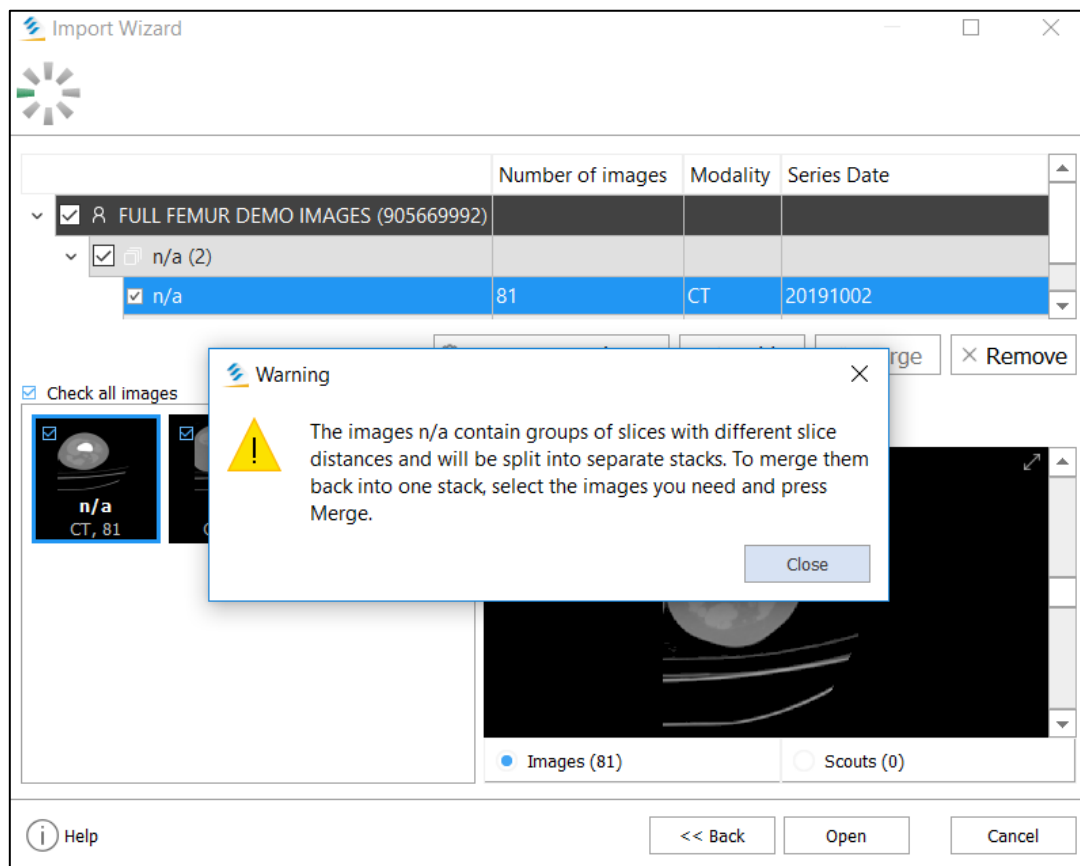 Import Wizard
Number of images Modality Series Date
FULL FEMUR DEMO IMAGES (905669992)
n/a (2)
n/a 81 CT 20191002
Remove
Check all images
n/a
CT, 81
Warning
The images n/a contain groups of slices with different slice
distances and will be split into separate stacks. To merge them
back into one stack, select the images you need and press
Merge.
Close
Images (81) Scouts (0)
Help << Back Open Cancel